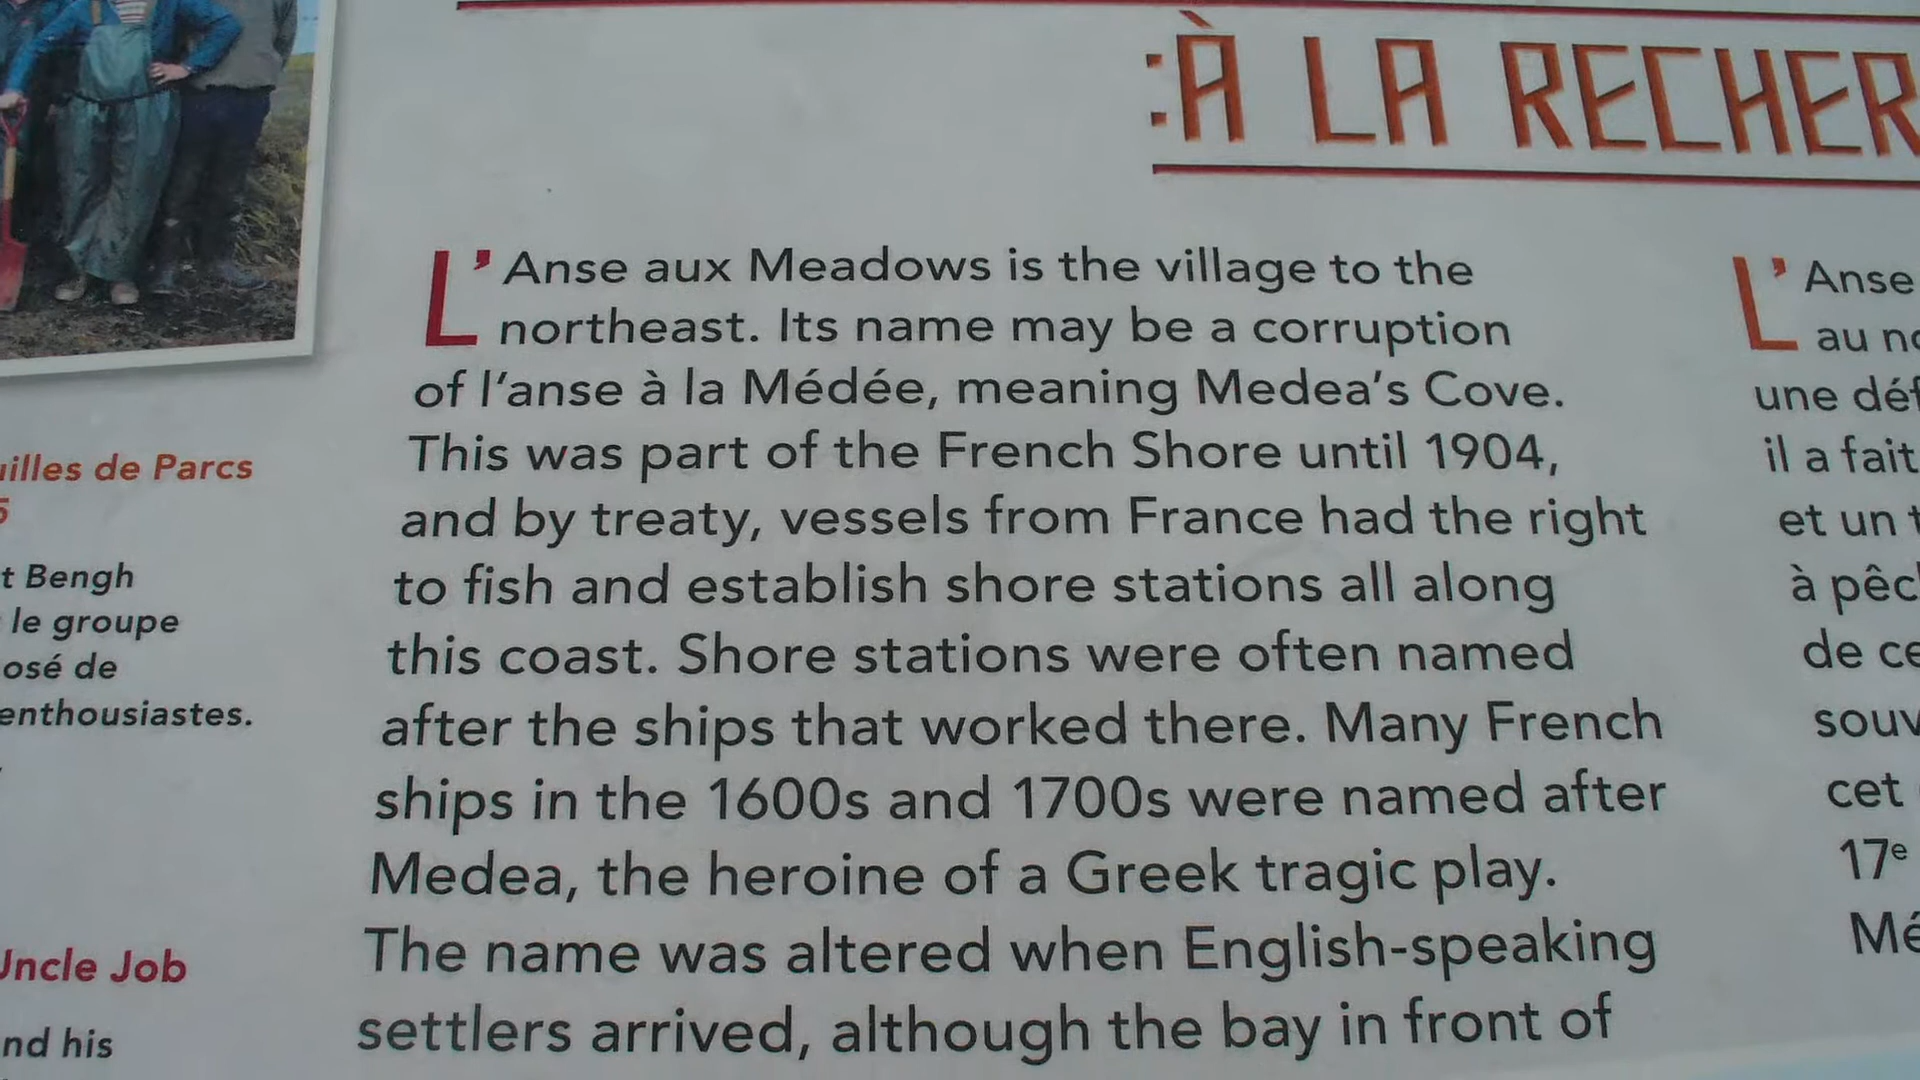 :À LA RECHER
uilles de Parcs
5
t Bengh
le groupe
osé de
enthousiastes.
Uncle Job
nd his
L'Anse aux Meadows is the village to the
northeast. Its name may be a corruption
of l'anse à la Médée, meaning Medea's Cove.
This was part of the French Shore until 1904,
and by treaty, vessels from France had the right
to fish and establish shore stations all along
this coast. Shore stations were often named
after the ships that worked there. Many French
ships in the 1600s and 1700s were named after
Medea, the heroine of a Greek tragic play.
The name was altered when English-speaking
settlers arrived, although the bay in front of
L'Anse
au no
une déf
il a fait
et un t
à pêc
de ce
souv
cet
17e
Mé